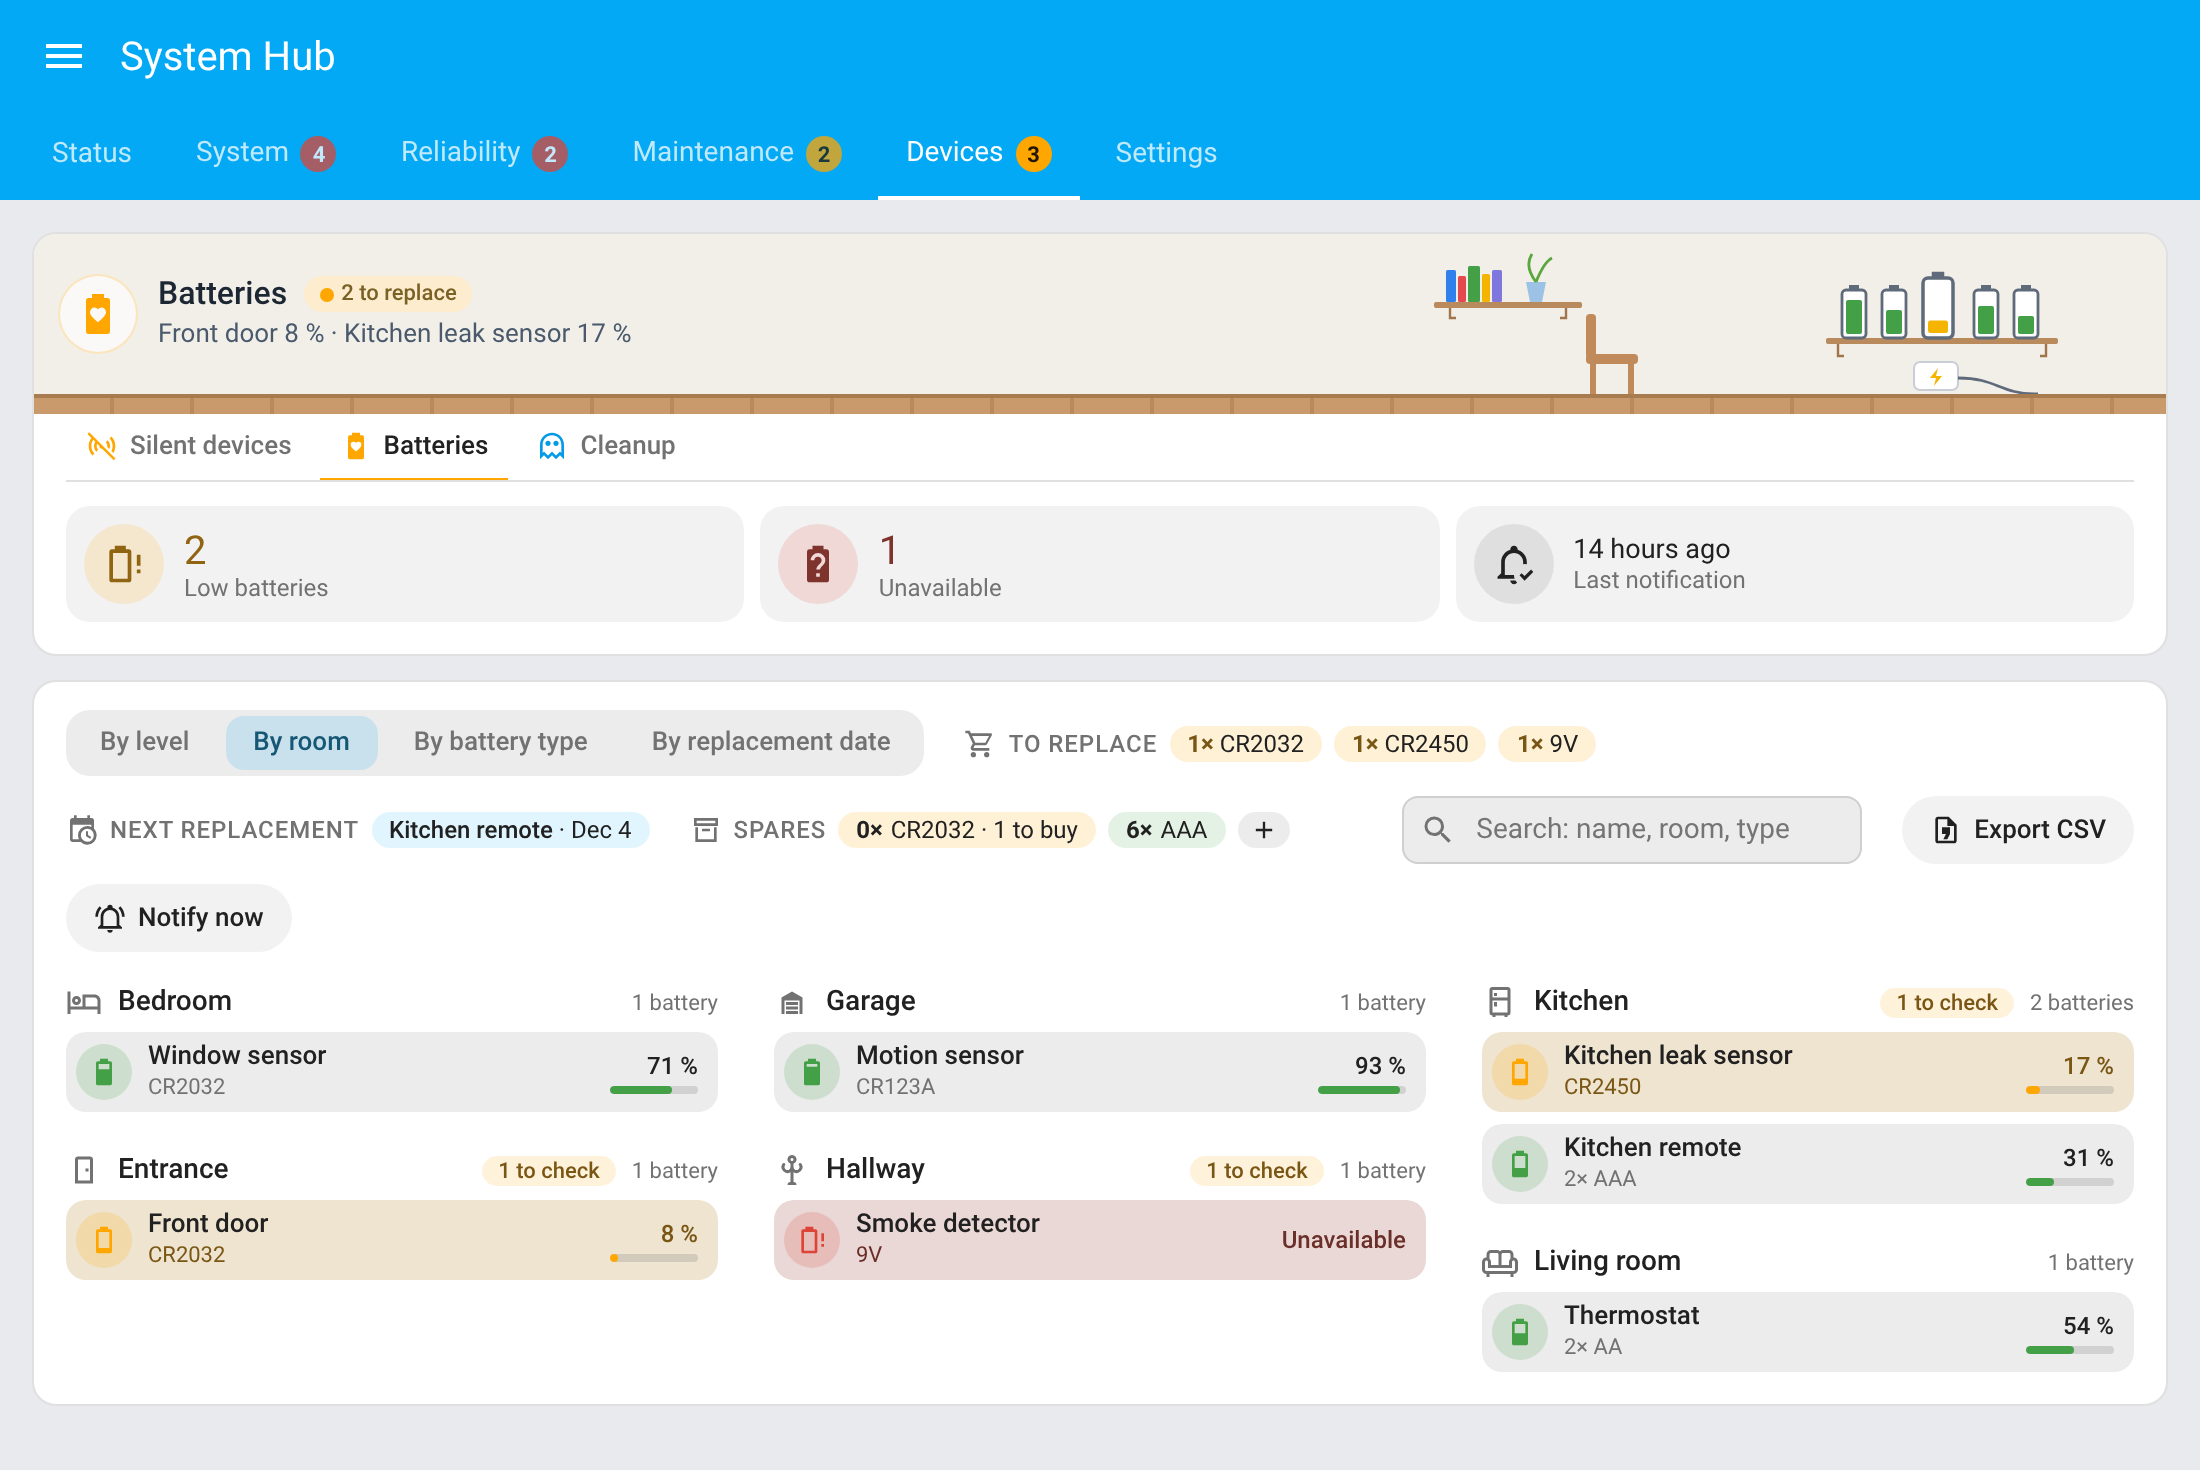 System Hub
Status System 4 Reliability 2 Maintenance 2 Devices 3 Settings
Batteries 2 to replace
Front door 8 % · Kitchen leak sensor 17 %
Silent devices Batteries Cleanup
2
Low batteries
1
Unavailable
14 hours ago
Last notification
By level By room By battery type By replacement date TO REPLACE 1× CR2032 1× CR2450 1× 9V
NEXT REPLACEMENT Kitchen remote · Dec 4 SPARES 0× CR2032 · 1 to buy 6× AAA + Search: name, room, type Export CSV
Notify now
Bedroom 1 battery
Window sensor
CR2032
71 %
Entrance 1 to check 1 battery
Front door
CR2032
8 %
Garage 1 battery
Motion sensor
CR123A
93 %
Hallway 1 to check 1 battery
Smoke detector
9V
Unavailable
Kitchen 1 to check 2 batteries
Kitchen leak sensor
CR2450
17 %
Kitchen remote
2× AAA
31 %
Living room 1 battery
Thermostat
2× AA
54 %